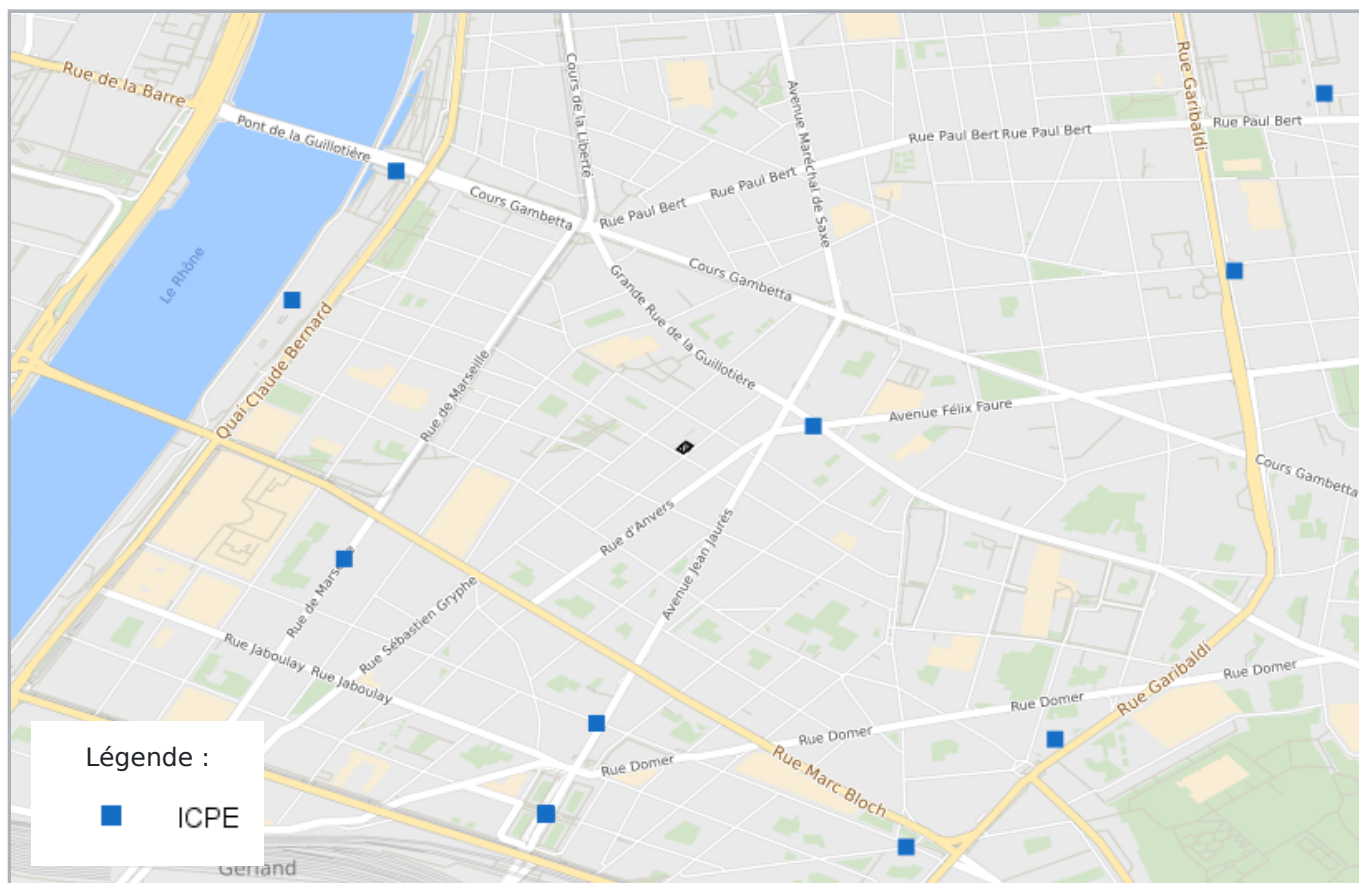 Rue de la Barre
Pont de la Guillotière
Cours de la Liberté
Avenue Maréchal de Saxe
Rue Garibaldi
Rue Paul Bert
Rue Paul Bert
Rue Paul Bert
Rue Paul Bert
Rue Paul Bert
Cours Gambetta
Le Rhône
Cours Gambetta
Grande Rue de la Guillotière
Quai Claude Bernard
Rue de Marseille
Avenue Félix Faure
Cours Gambetta
Rue d'Anvers
Avenue Jean Jaurés
Rue de Marseille
Rue Sébastien Gryphe
Rue Jaboulay
Rue Jaboulay
Rue Garibaldi
Rue Domer
Rue Domer
Rue Domer
Rue Domer
Rue Marc Bloch
Légende :
ICPE
Gerland